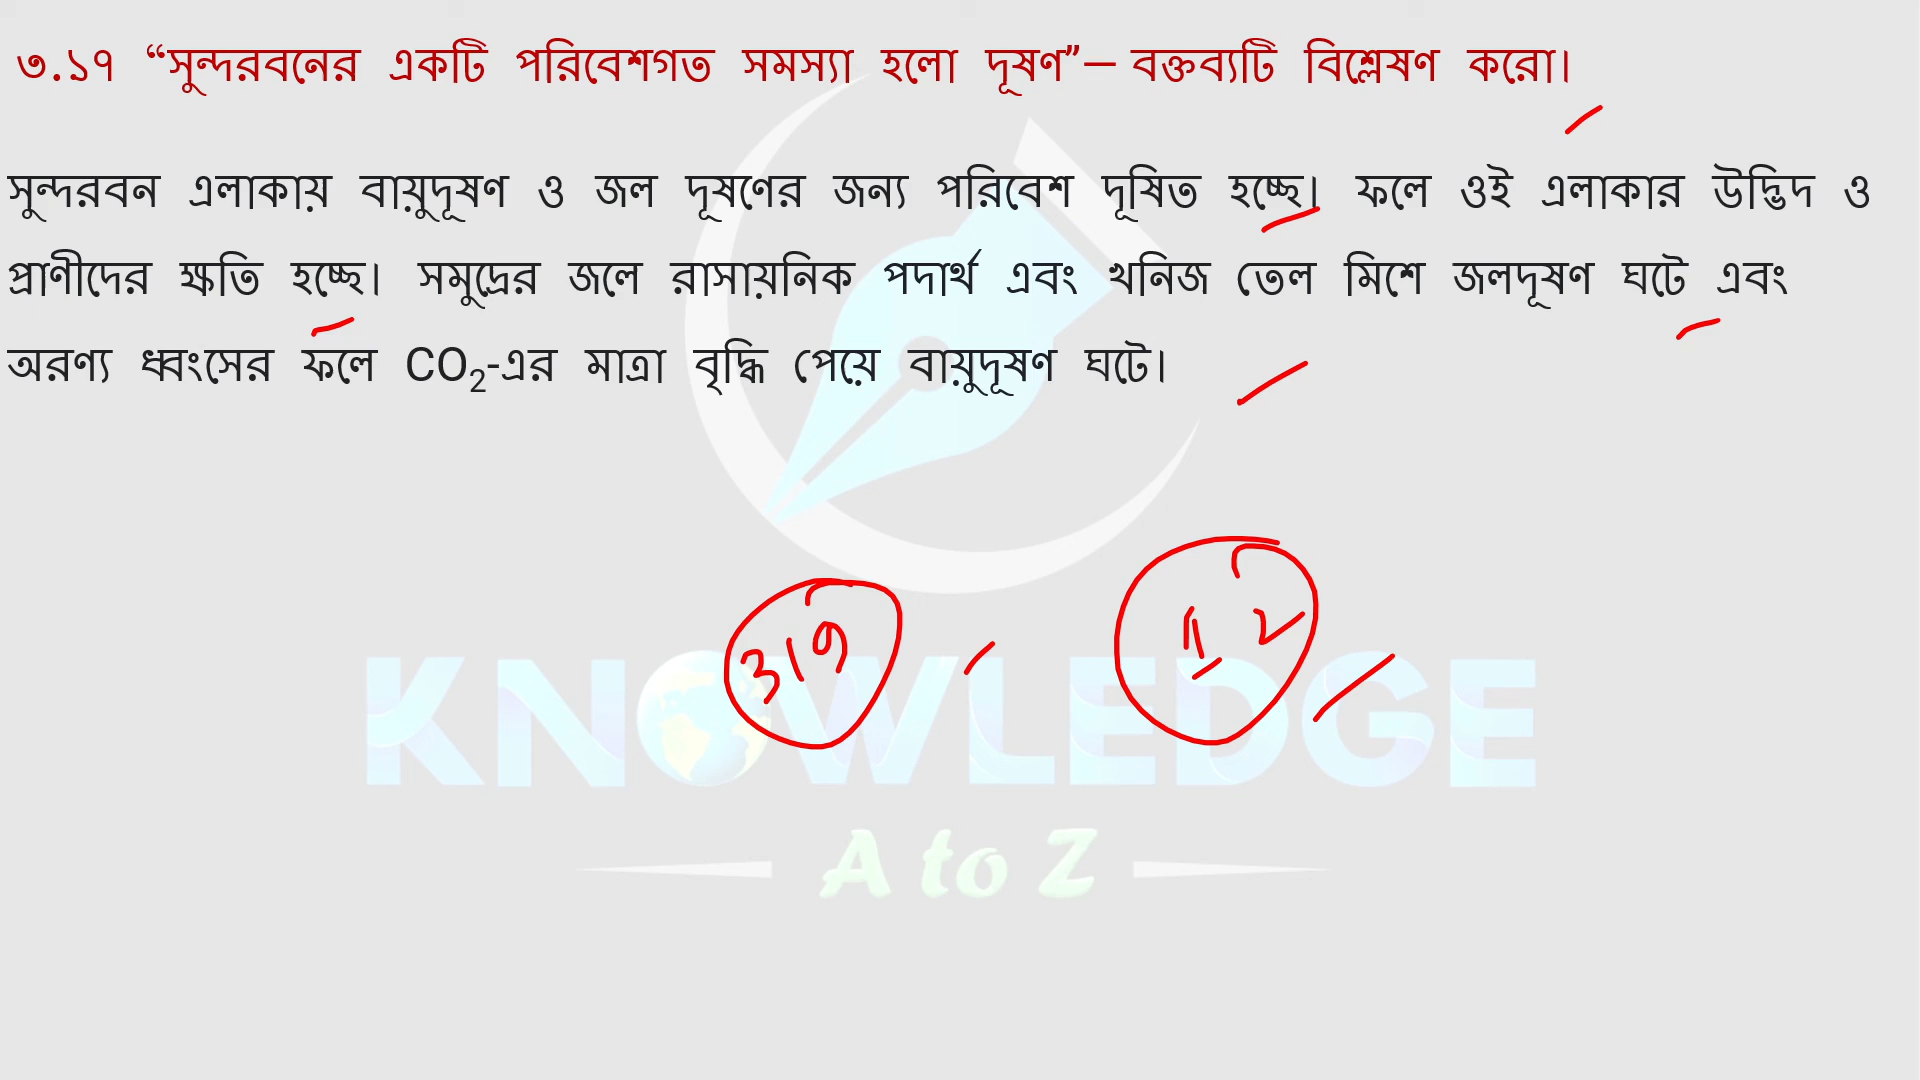 ৩.১৭ “সুন্দরবনের একটি পরিবেশগত সমস্যা হলো দূষণ”— বক্তব্যটি বিশ্লেষণ করো।
সুন্দরবন এলাকায় বায়ুদূষণ ও জল দূষণের জন্য পরিবেশ দূষিত হচ্ছে। ফলে ওই এলাকার উদ্ভিদ ও
প্রাণীদের ক্ষতি হচ্ছে। সমুদ্রের জলে রাসায়নিক পদার্থ এবং খনিজ তেল মিশে জলদূষণ ঘটে এবং
অরণ্য ধ্বংসের ফলে CO₂-এর মাত্রা বৃদ্ধি পেয়ে বায়ুদূষণ ঘটে।
KNOWLEDGE
A to Z